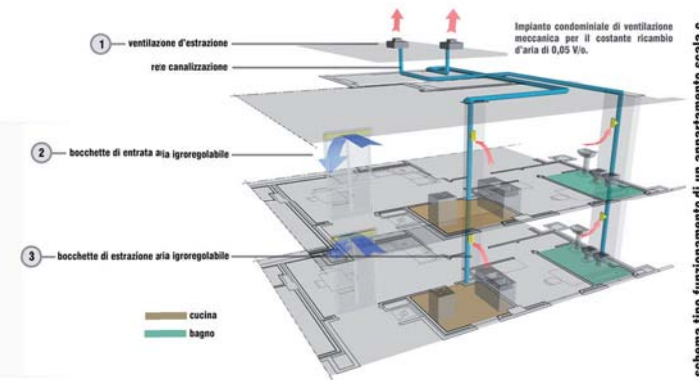 Impianto condominiale di ventilazione
meccanica per il costante ricambio
d'aria di 0,05 V/o.
1 ventilazone d'estrazione
rete canalizzazione
2 bocchette di entrata aria igroregolabile
3 bocchette di estrazione aria igroregolabile
cucina
bagno
schema tipo funzionamento di un appartamento scala c